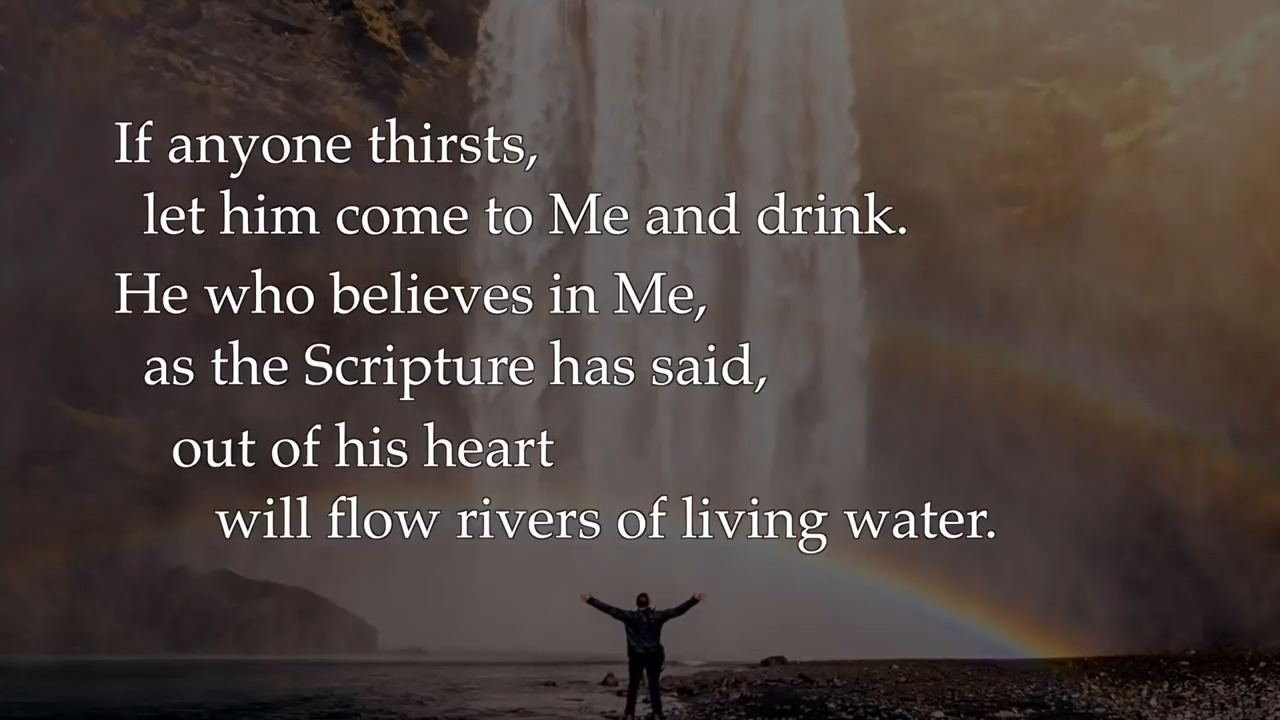 If anyone thirsts,
let him come to Me and drink.
He who believes in Me,
as the Scripture has said,
out of his heart
will flow rivers of living water.